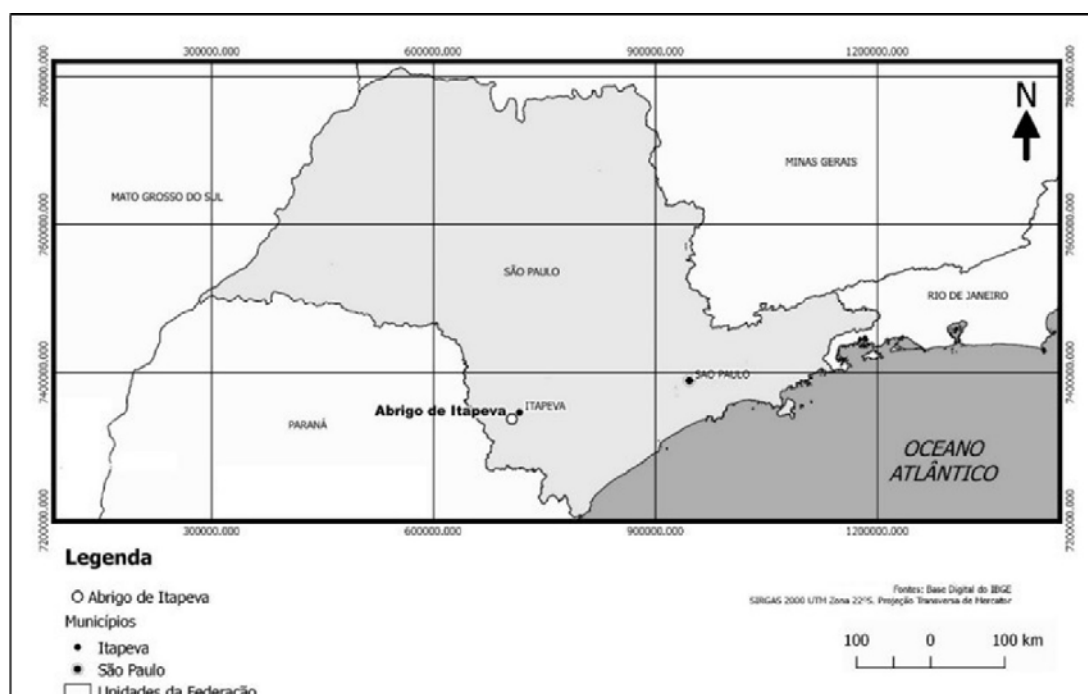 300000.000 600000.000 900000.000 1200000.000
7800000.000 7800000.000
N
MINAS GERAIS
MATO GROSSO DO SUL
7600000.000 7600000.000
SÃO PAULO
RIO DE JANEIRO
7400000.000 SÃO PAULO 7400000.000
Abrigo de Itapeva ITAPEVA
PARANÁ
OCEANO
ATLÂNTICO
7200000.000 7200000.000
300000.000 600000.000 900000.000 1200000.000
Legenda
Abrigo de Itapeva
Municípios
Itapeva
São Paulo
Unidades da Federação
Fontes: Base Digital do IBGE
SIRGAS 2000 UTM Zona 22ºS. Projeção Transversa de Mercator
100 0 100 km